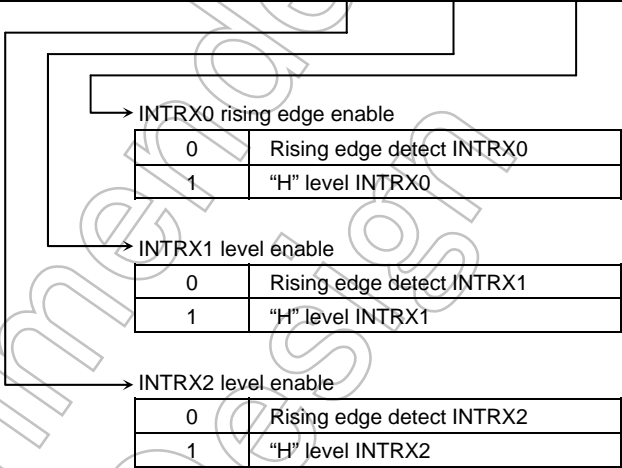 INTRX0 rising edge enable
0 Rising edge detect INTRX0
1 “H” level INTRX0
INTRX1 level enable
0 Rising edge detect INTRX1
1 “H” level INTRX1
INTRX2 level enable
0 Rising edge detect INTRX2
1 “H” level INTRX2